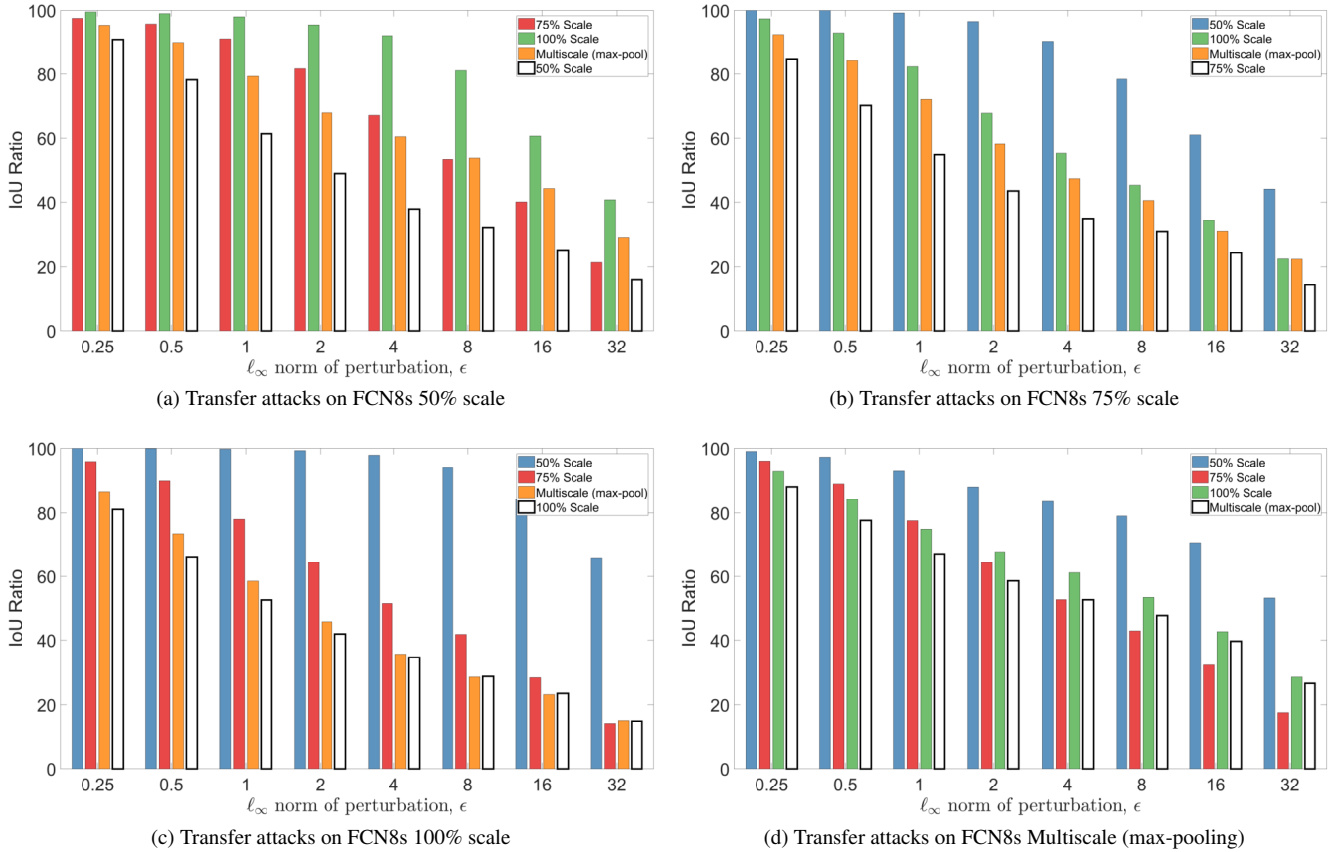 100
80
60
40
20
0
IoU Ratio
75% Scale
100% Scale
Multiscale (max-pool)
50% Scale
0.25 0.5 1 2 4 8 16 32
ℓ∞ norm of perturbation, ϵ
(a) Transfer attacks on FCN8s 50% scale
100
80
60
40
20
0
IoU Ratio
50% Scale
100% Scale
Multiscale (max-pool)
75% Scale
0.25 0.5 1 2 4 8 16 32
ℓ∞ norm of perturbation, ϵ
(b) Transfer attacks on FCN8s 75% scale
100
80
60
40
20
0
IoU Ratio
50% Scale
75% Scale
Multiscale (max-pool)
100% Scale
0.25 0.5 1 2 4 8 16 32
ℓ∞ norm of perturbation, ϵ
(c) Transfer attacks on FCN8s 100% scale
100
80
60
40
20
0
IoU Ratio
50% Scale
75% Scale
100% Scale
Multiscale (max-pool)
0.25 0.5 1 2 4 8 16 32
ℓ∞ norm of perturbation, ϵ
(d) Transfer attacks on FCN8s Multiscale (max-pooling)